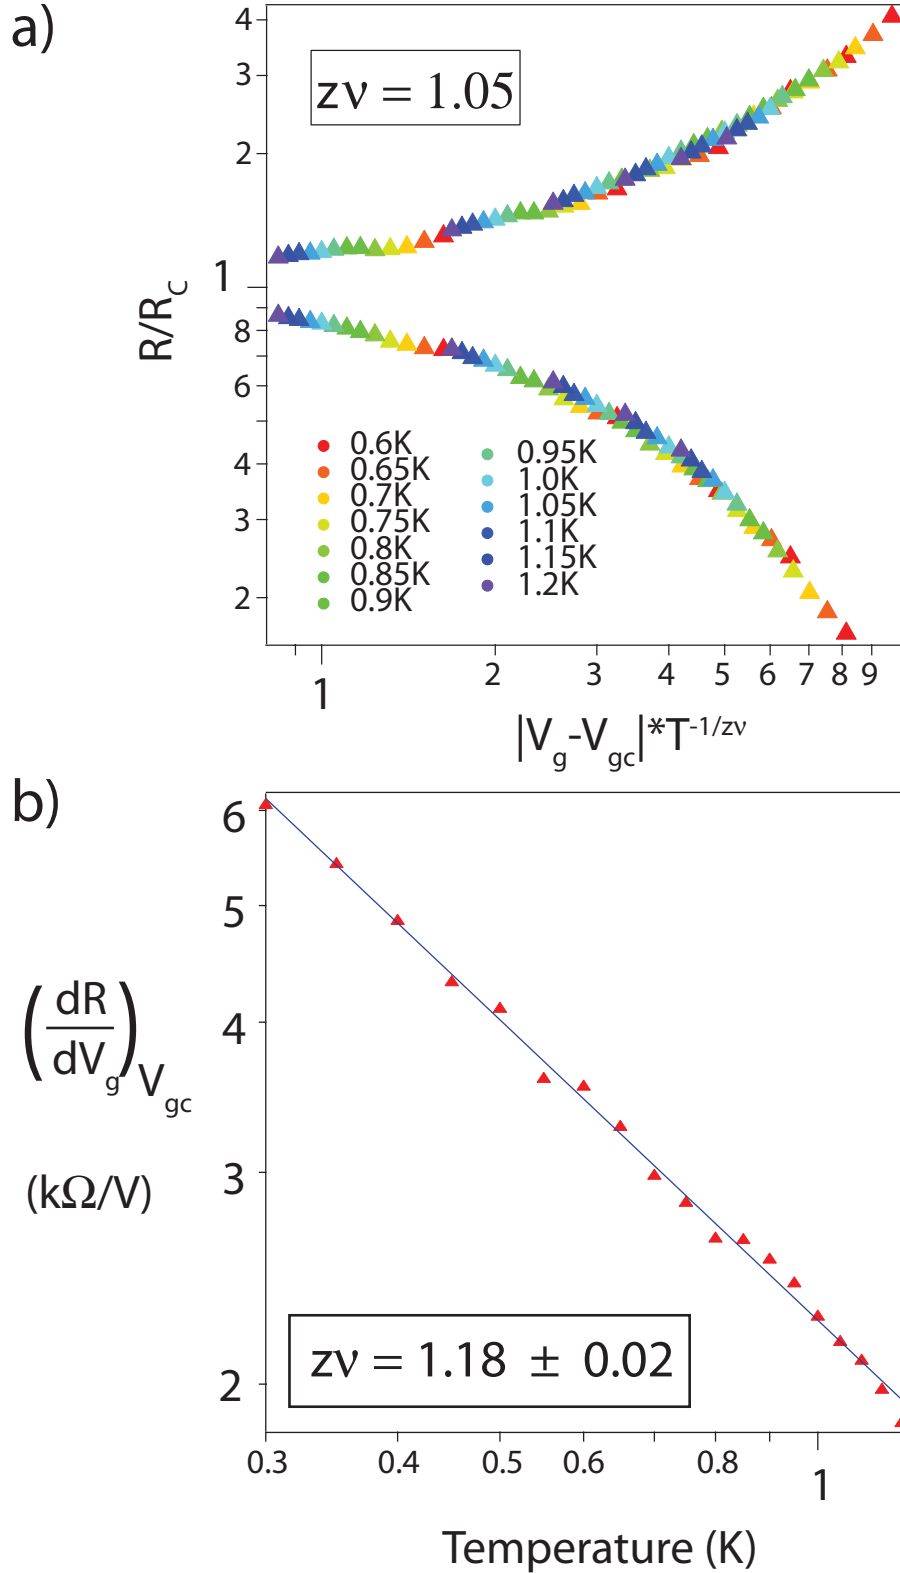 a)
zν = 1.05
4
3
2
1
8
6
4
3
2
R/R_C
0.6K
0.65K
0.7K
0.75K
0.8K
0.85K
0.9K
0.95K
1.0K
1.05K
1.1K
1.15K
1.2K
1 2 3 4 5 6 7 8 9
|V_g-V_gc|*T^-1/zν
b)
6
5
4
3
2
(dR/dV_g)_V_gc
(kΩ/V)
zν = 1.18 ± 0.02
0.3 0.4 0.5 0.6 0.8 1
Temperature (K)